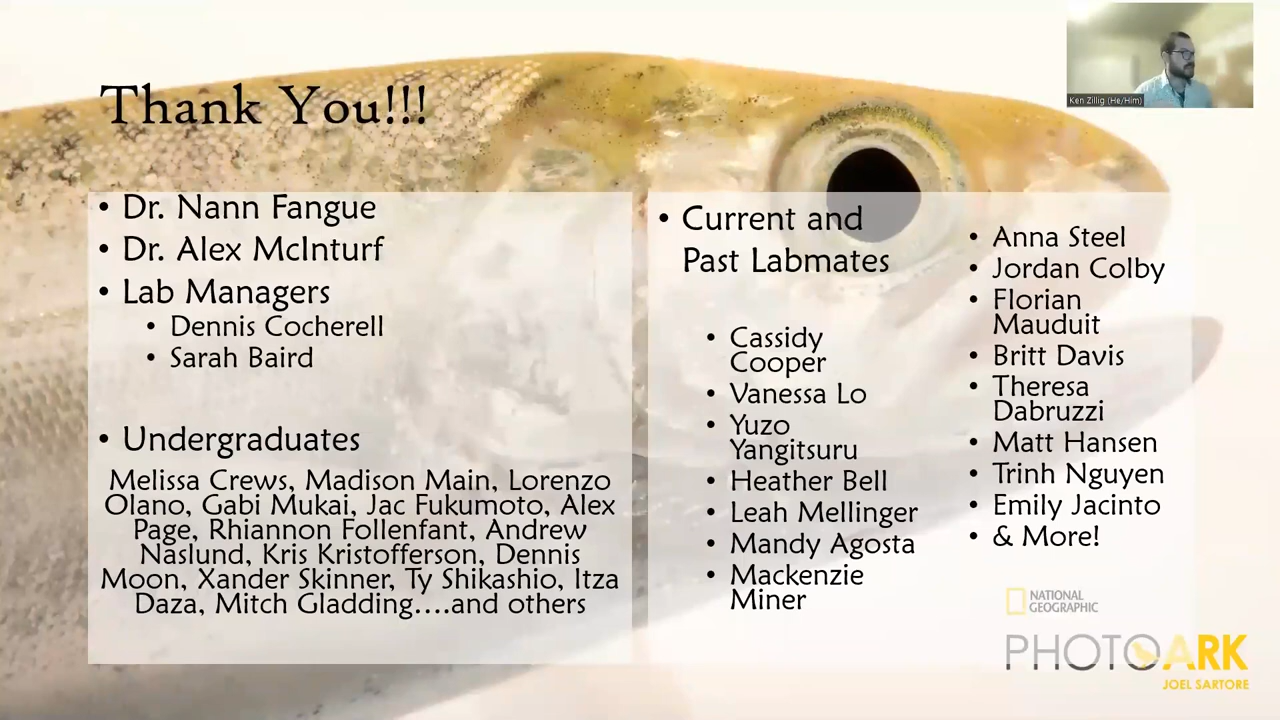 Thank You!!!
Ken Zillig (He/Him)
• Dr. Nann Fangue
• Dr. Alex McInturf
• Lab Managers
• Dennis Cocherell
• Sarah Baird
• Undergraduates
Melissa Crews, Madison Main, Lorenzo
Olano, Gabi Mukai, Jac Fukumoto, Alex
Page, Rhiannon Follenfant, Andrew
Naslund, Kris Kristofferson, Dennis
Moon, Xander Skinner, Ty Shikashio, Itza
Daza, Mitch Gladding....and others
• Current and
Past Labmates
• Cassidy
Cooper
• Vanessa Lo
• Yuzo
Yangitsuru
• Heather Bell
• Leah Mellinger
• Mandy Agosta
• Mackenzie
Miner
• Anna Steel
• Jordan Colby
• Florian
Mauduit
• Britt Davis
• Theresa
Dabruzzi
• Matt Hansen
• Trinh Nguyen
• Emily Jacinto
• & More!
NATIONAL
GEOGRAPHIC
PHOTOARK
JOEL SARTORE